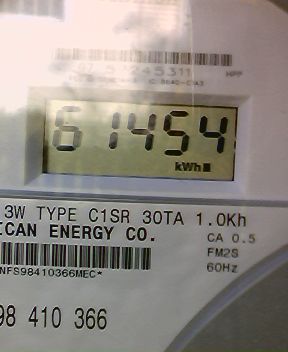 61454
kWh
3W TYPE C1SR 30TA 1.0Kh
ICAN ENERGY CO.
CA 0.5
FM2S
NFS98410366MEC*
60Hz
98 410 366